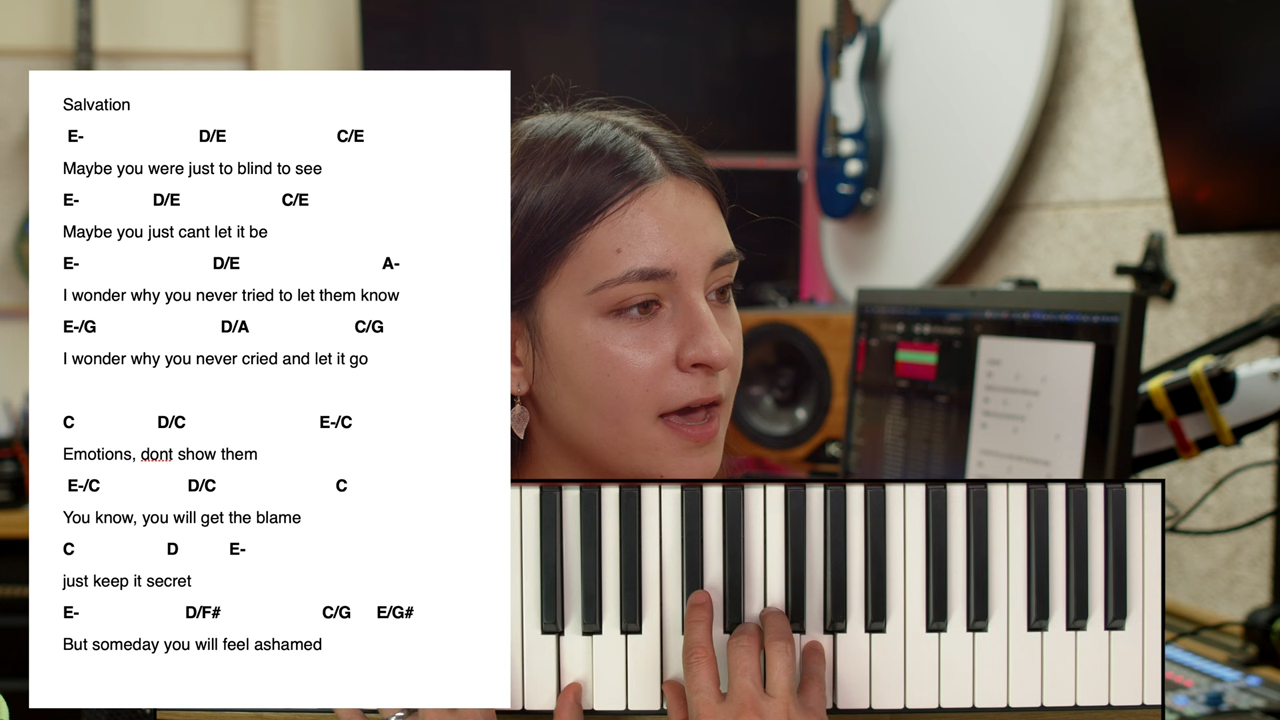 Salvation
E- D/E C/E
Maybe you were just to blind to see
E- D/E C/E
Maybe you just cant let it be
E- D/E A-
I wonder why you never tried to let them know
E-/G D/A C/G
I wonder why you never cried and let it go
C D/C E-/C
Emotions, dont show them
E-/C D/C C
You know, you will get the blame
C D E-
just keep it secret
E- D/F# C/G E/G#
But someday you will feel ashamed